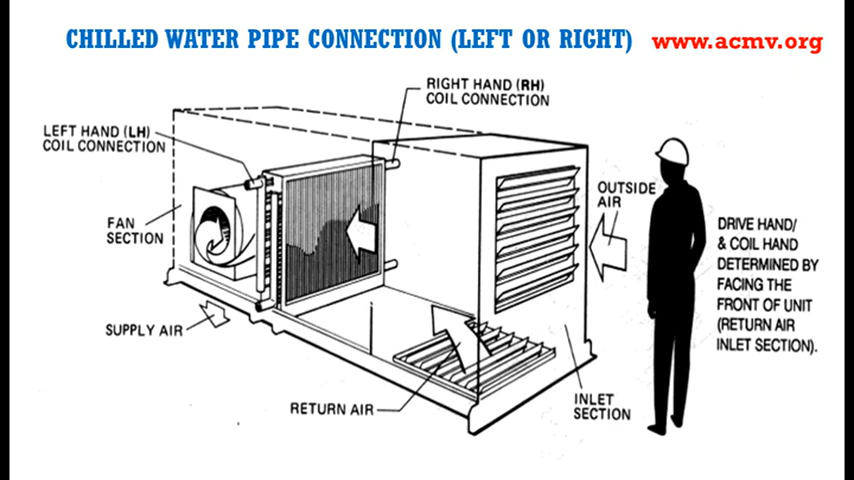 CHILLED WATER PIPE CONNECTION (LEFT OR RIGHT) www.acmv.org
RIGHT HAND (RH)
COIL CONNECTION
LEFT HAND (LH)
COIL CONNECTION
OUTSIDE
AIR
FAN
SECTION
DRIVE HAND/
& COIL HAND
DETERMINED BY
FACING THE
FRONT OF UNIT
(RETURN AIR
INLET SECTION).
SUPPLY AIR
RETURN AIR
INLET
SECTION